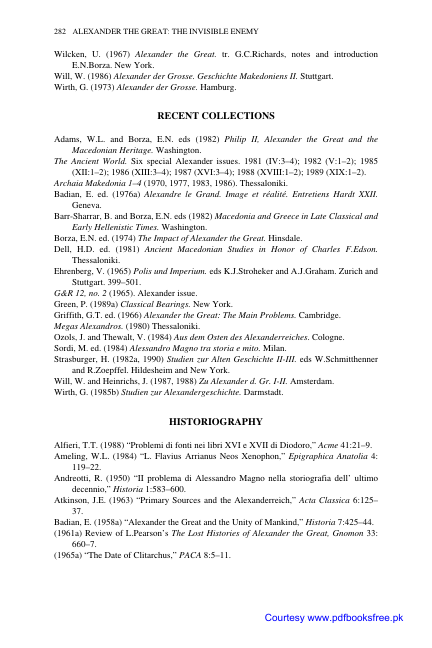 282 ALEXANDER THE GREAT: THE INVISIBLE ENEMY
Wilcken, U. (1967) Alexander the Great. tr. G.C.Richards, notes and introduction
E.N.Borza. New York.
Will, W. (1986) Alexander der Grosse. Geschichte Makedoniens II. Stuttgart.
Wirth, G. (1973) Alexander der Grosse. Hamburg.
RECENT COLLECTIONS
Adams, W.L. and Borza, E.N. eds (1982) Philip II, Alexander the Great and the
Macedonian Heritage. Washington.
The Ancient World. Six special Alexander issues. 1981 (IV:3–4); 1982 (V:1–2); 1985
(XII:1–2); 1986 (XIII:3–4); 1987 (XVI:3–4); 1988 (XVIII:1–2); 1989 (XIX:1–2).
Archaia Makedonia 1–4 (1970, 1977, 1983, 1986). Thessaloniki.
Badian, E. ed. (1976a) Alexandre le Grand. Image et réalité. Entretiens Hardt XXII.
Geneva.
Barr-Sharrar, B. and Borza, E.N. eds (1982) Macedonia and Greece in Late Classical and
Early Hellenistic Times. Washington.
Borza, E.N. ed. (1974) The Impact of Alexander the Great. Hinsdale.
Dell, H.D. ed. (1981) Ancient Macedonian Studies in Honor of Charles F.Edson.
Thessaloniki.
Ehrenberg, V. (1965) Polis und Imperium. eds K.J.Stroheker and A.J.Graham. Zurich and
Stuttgart. 399–501.
G&R 12, no. 2 (1965). Alexander issue.
Green, P. (1989a) Classical Bearings. New York.
Griffith, G.T. ed. (1966) Alexander the Great: The Main Problems. Cambridge.
Megas Alexandros. (1980) Thessaloniki.
Ozols, J. and Thewalt, V. (1984) Aus dem Osten des Alexanderreiches. Cologne.
Sordi, M. ed. (1984) Alessandro Magno tra storia e mito. Milan.
Strasburger, H. (1982a, 1990) Studien zur Alten Geschichte II-III. eds W.Schmitthenner
and R.Zoepffel. Hildesheim and New York.
Will, W. and Heinrichs, J. (1987, 1988) Zu Alexander d. Gr. I-II. Amsterdam.
Wirth, G. (1985b) Studien zur Alexandergeschichte. Darmstadt.
HISTORIOGRAPHY
Alfieri, T.T. (1988) “Problemi di fonti nei libri XVI e XVII di Diodoro,” Acme 41:21–9.
Ameling, W.L. (1984) “L. Flavius Arrianus Neos Xenophon,” Epigraphica Anatolia 4:
119–22.
Andreotti, R. (1950) “II problema di Alessandro Magno nella storiografia dell’ ultimo
decennio,” Historia 1:583–600.
Atkinson, J.E. (1963) “Primary Sources and the Alexanderreich,” Acta Classica 6:125–
37.
Badian, E. (1958a) “Alexander the Great and the Unity of Mankind,” Historia 7:425–44.
(1961a) Review of L.Pearson’s The Lost Histories of Alexander the Great, Gnomon 33:
660–7.
(1965a) “The Date of Clitarchus,” PACA 8:5–11.
Courtesy www.pdfbooksfree.pk